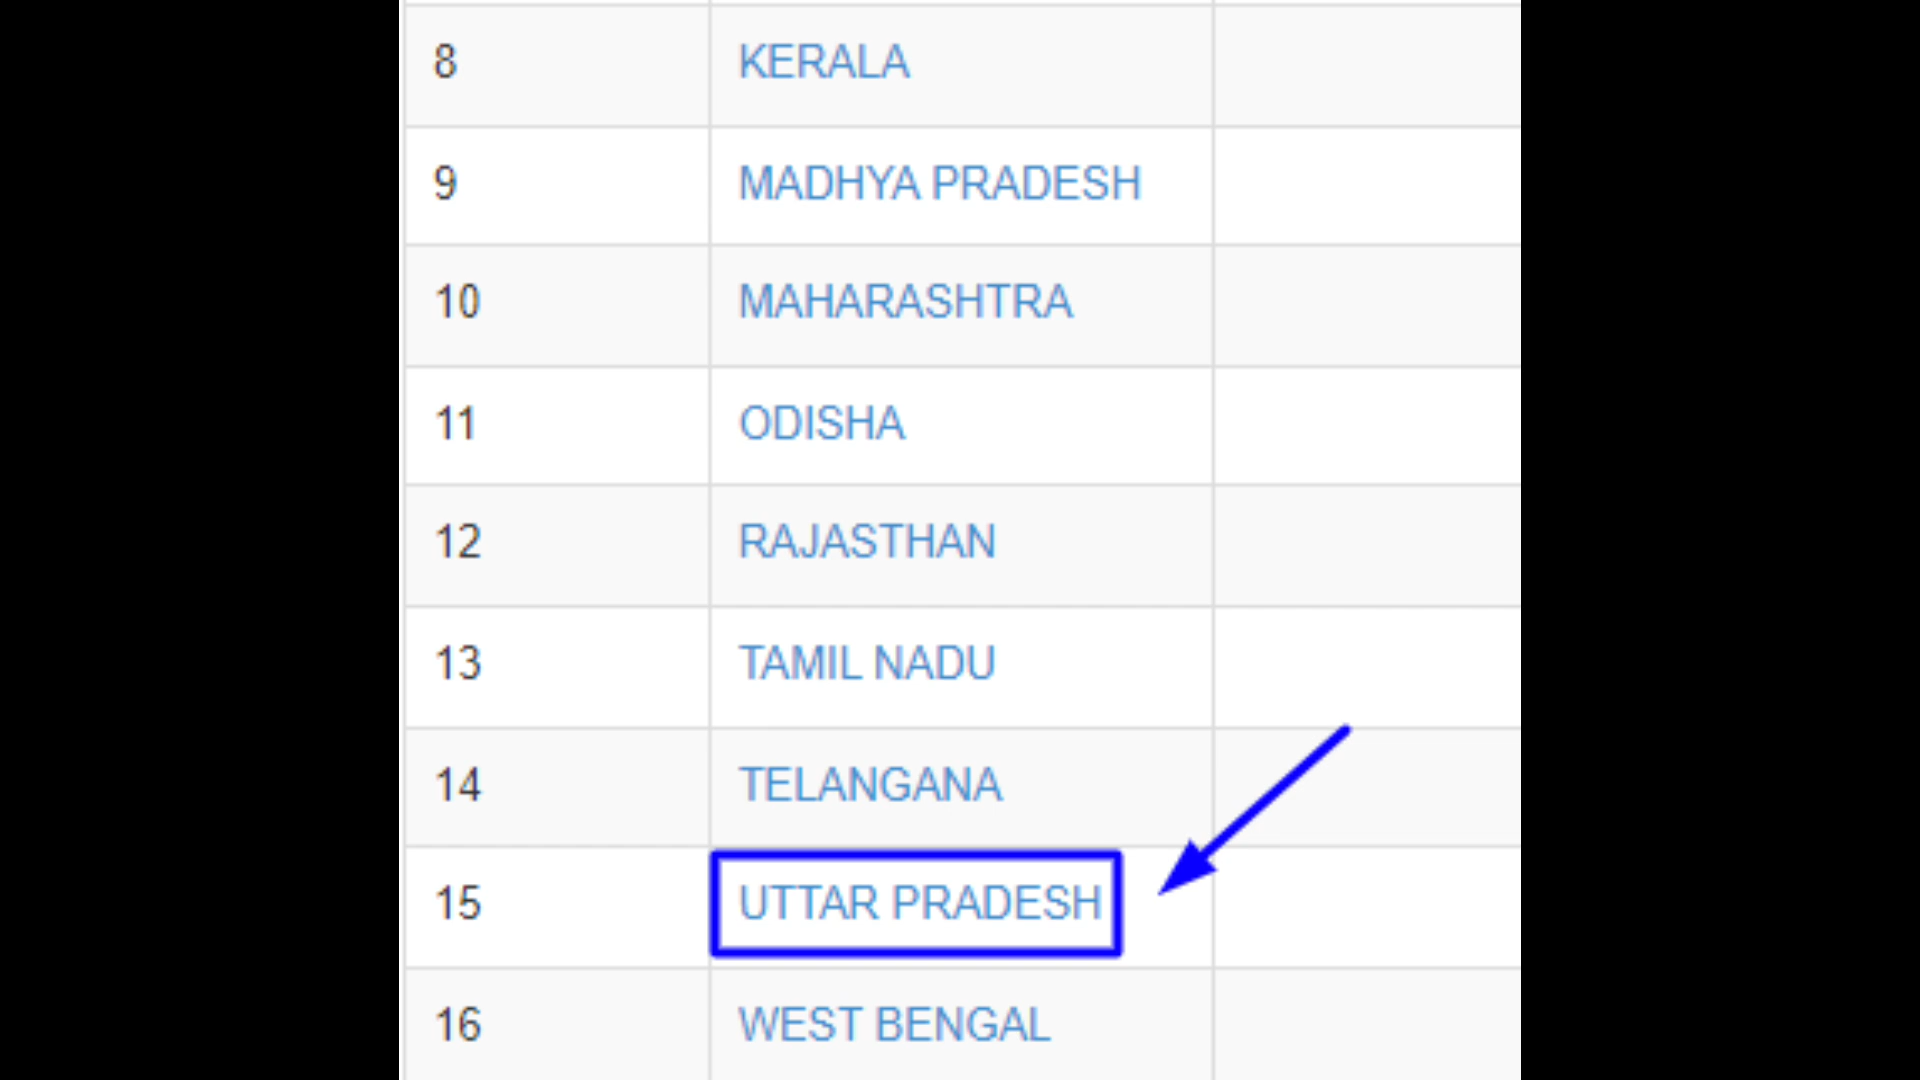 8 KERALA
9 MADHYA PRADESH
10 MAHARASHTRA
11 ODISHA
12 RAJASTHAN
13 TAMIL NADU
14 TELANGANA
15 UTTAR PRADESH
16 WEST BENGAL